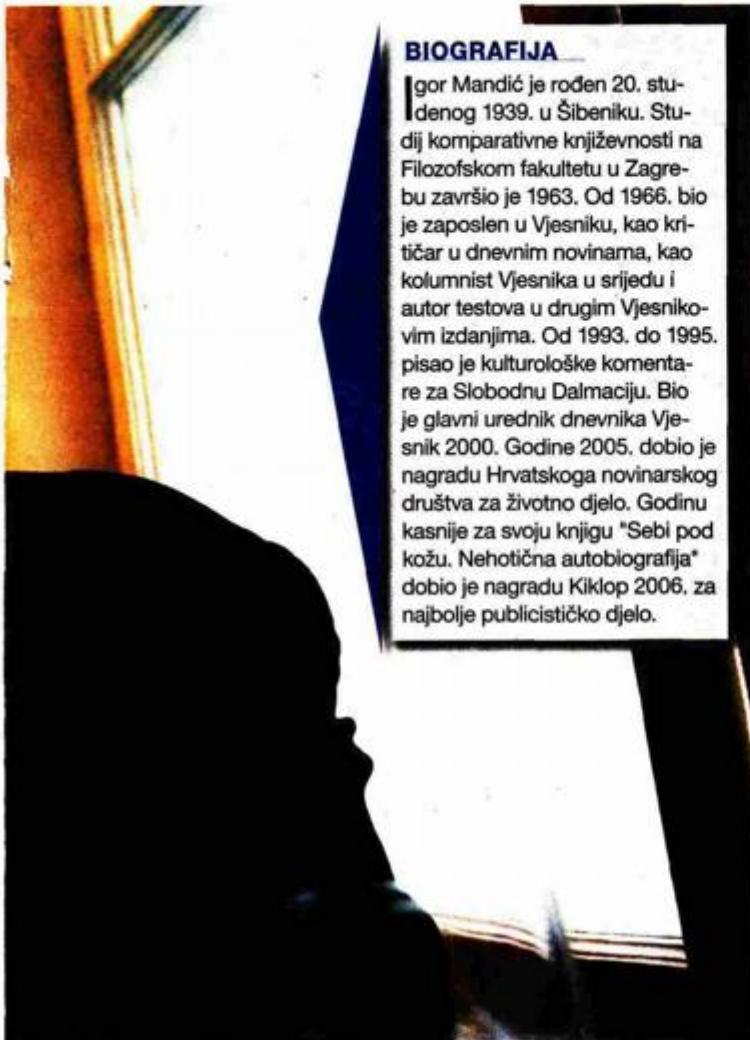 BIOGRAFIJA
Igor Mandić je rođen 20. stu-
denog 1939. u Šibeniku. Stu-
dij komparativne književnosti na
Filozofskom fakultetu u Zagre-
bu završio je 1963. Od 1966. bio
je zaposlen u Vjesniku, kao kri-
tičar u dnevnim novinama, kao
kolumnist Vjesnika u srijedu i
autor testova u drugim Vjesniko-
vim izdanjima. Od 1993. do 1995.
pisao je kulturološke komenta-
re za Slobodnu Dalmaciju. Bio
je glavni urednik dnevnika Vje-
snik 2000. Godine 2005. dobio je
nagradu Hrvatskoga novinarskog
društva za životno djelo. Godinu
kasnije za svoju knjigu "Sebi pod
kožu. Nehotična autobiografija"
dobio je nagradu Kiklop 2006. za
najbolje publicističko djelo.